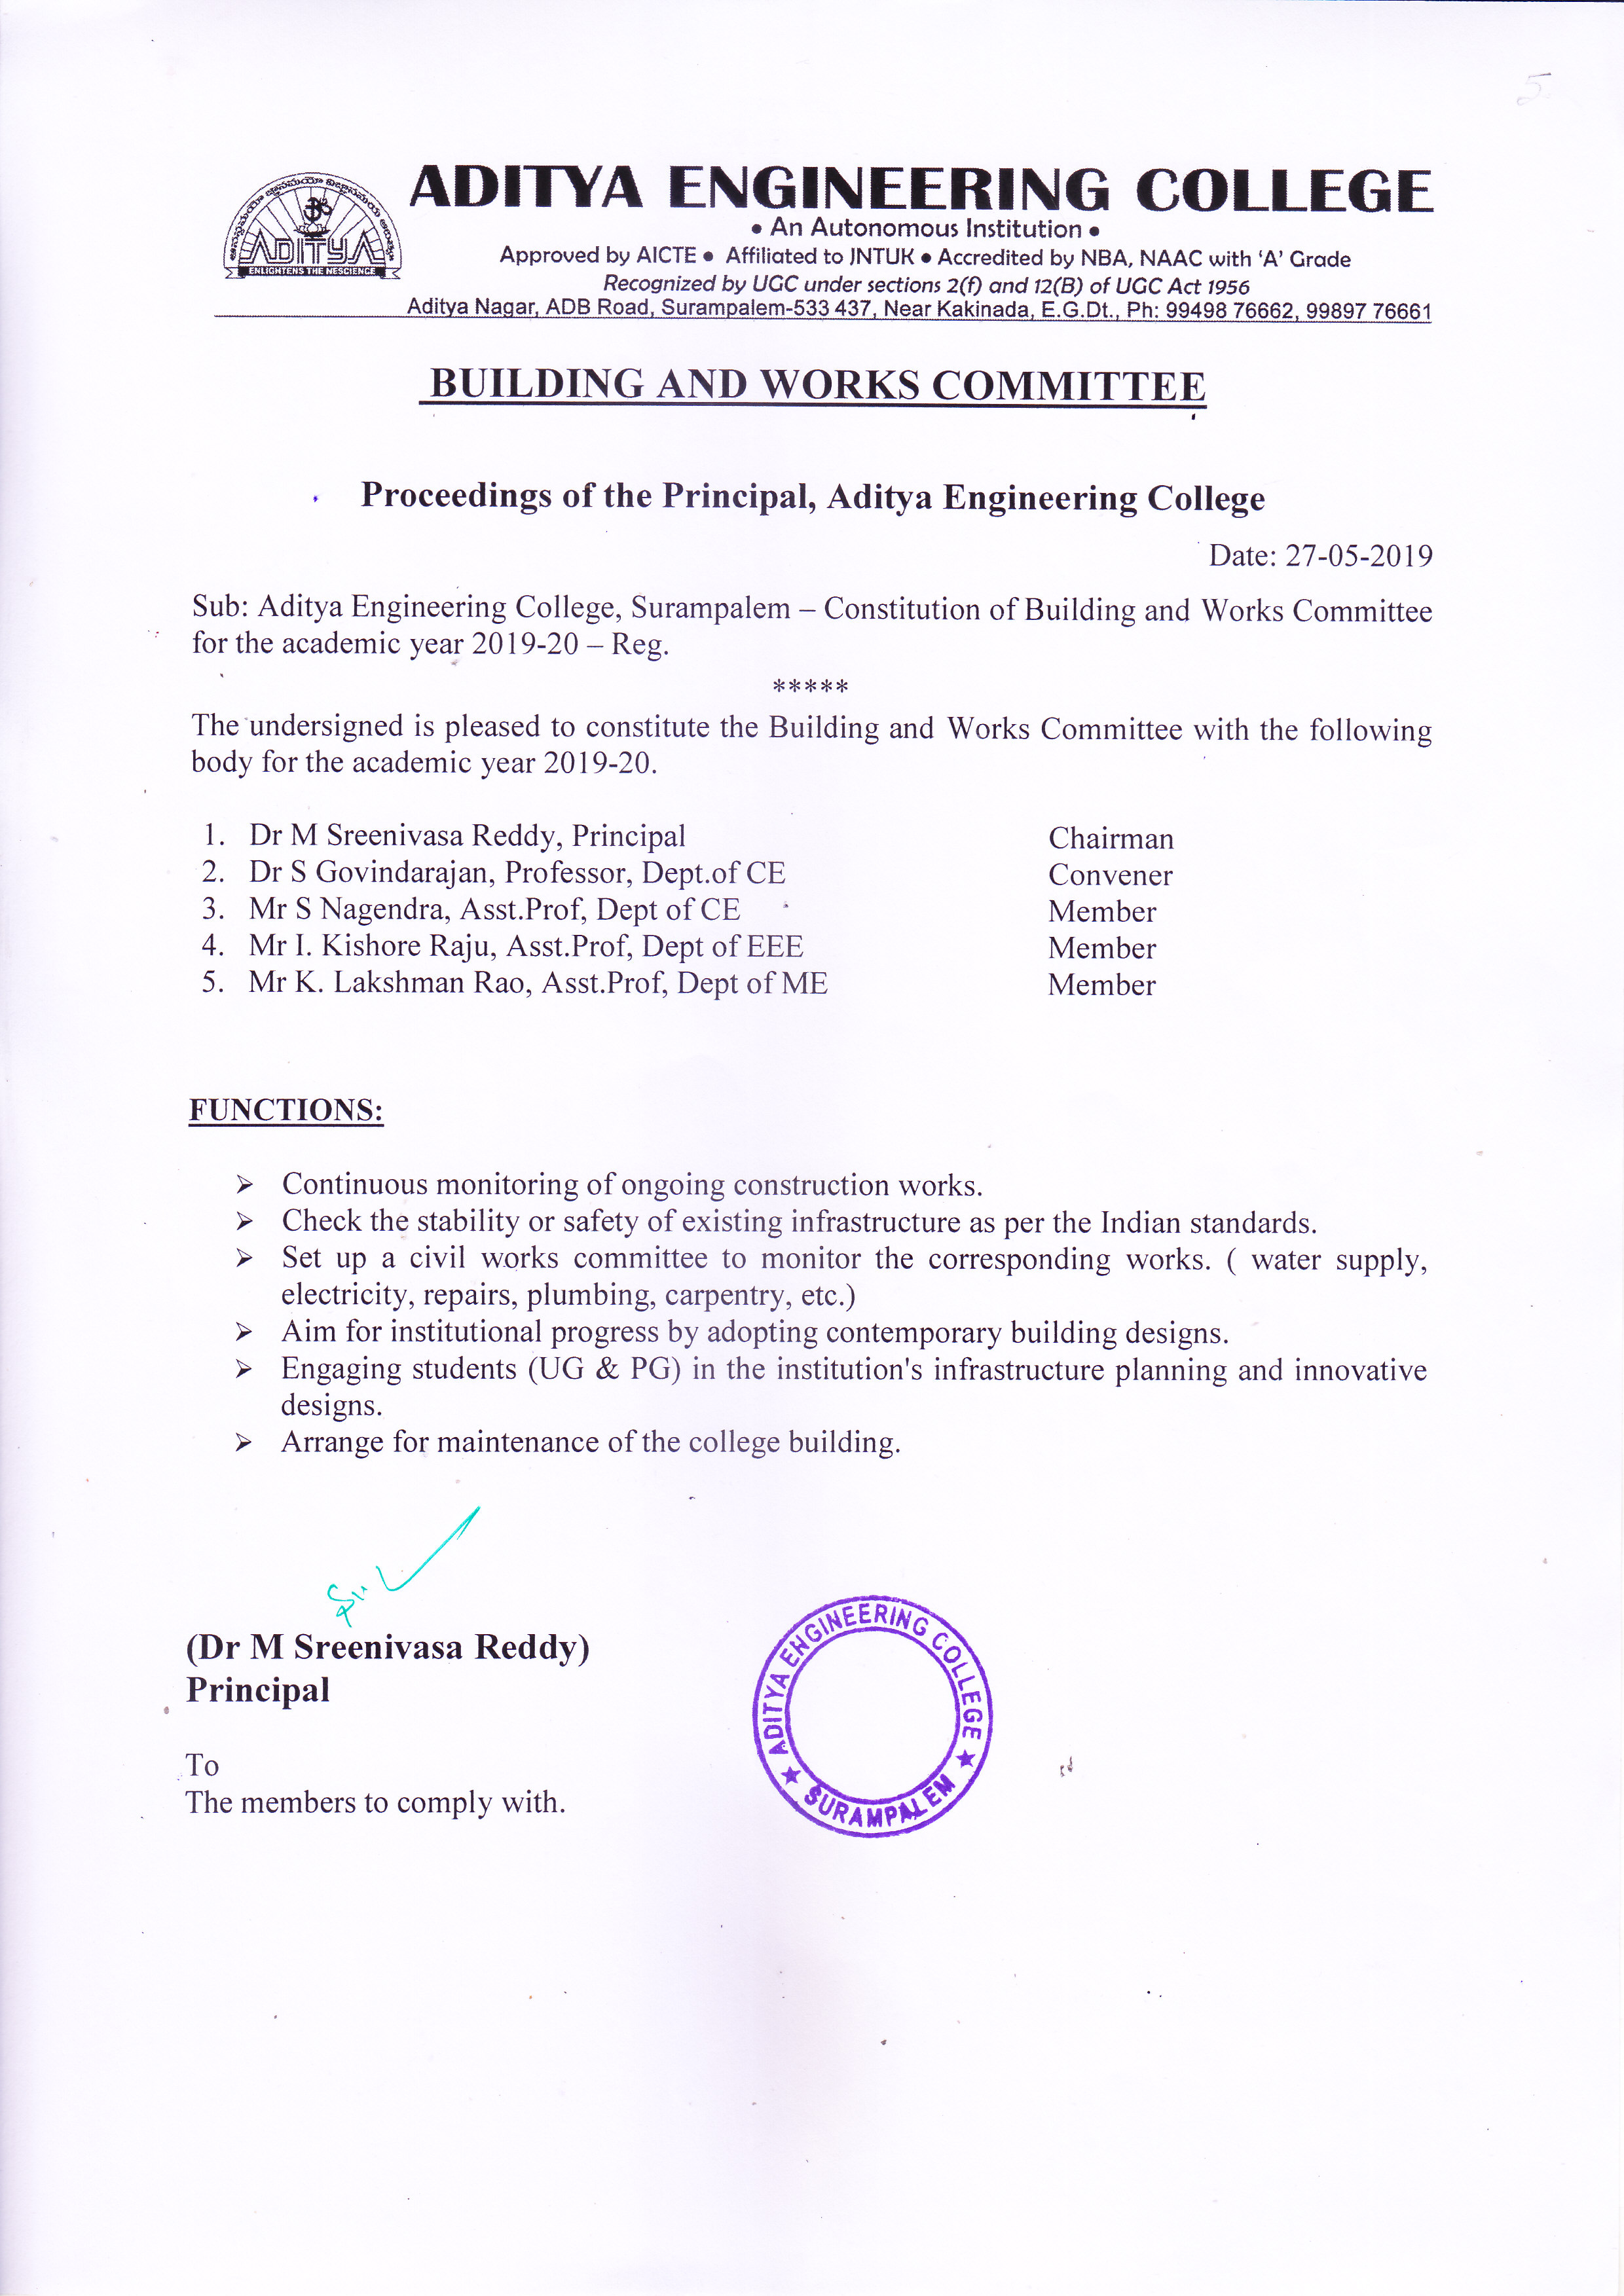 5
ADITYA ENGINEERING COLLEGE
• An Autonomous Institution •
Approved by AICTE • Affiliated to JNTUK • Accredited by NBA, NAAC with 'A' Grade
Recognized by UGC under sections 2(f) and 12(B) of UGC Act 1956
Aditya Nagar, ADB Road, Surampalem-533 437, Near Kakinada, E.G.Dt., Ph: 99498 76662, 99897 76661
ADITYA
ENLIGHTENS THE NESCIENCE
BUILDING AND WORKS COMMITTEE
Proceedings of the Principal, Aditya Engineering College
Date: 27-05-2019
Sub: Aditya Engineering College, Surampalem – Constitution of Building and Works Committee
for the academic year 2019-20 – Reg.
*****
The undersigned is pleased to constitute the Building and Works Committee with the following
body for the academic year 2019-20.
1. Dr M Sreenivasa Reddy, Principal Chairman
2. Dr S Govindarajan, Professor, Dept.of CE Convener
3. Mr S Nagendra, Asst.Prof, Dept of CE Member
4. Mr I. Kishore Raju, Asst.Prof, Dept of EEE Member
5. Mr K. Lakshman Rao, Asst.Prof, Dept of ME Member
FUNCTIONS:
➢ Continuous monitoring of ongoing construction works.
➢ Check the stability or safety of existing infrastructure as per the Indian standards.
➢ Set up a civil works committee to monitor the corresponding works. ( water supply,
electricity, repairs, plumbing, carpentry, etc.)
➢ Aim for institutional progress by adopting contemporary building designs.
➢ Engaging students (UG & PG) in the institution's infrastructure planning and innovative
designs.
➢ Arrange for maintenance of the college building.
(Dr M Sreenivasa Reddy)
Principal
To
The members to comply with.
ADITYA ENGINEERING COLLEGE
★ SURAMPALEM ★